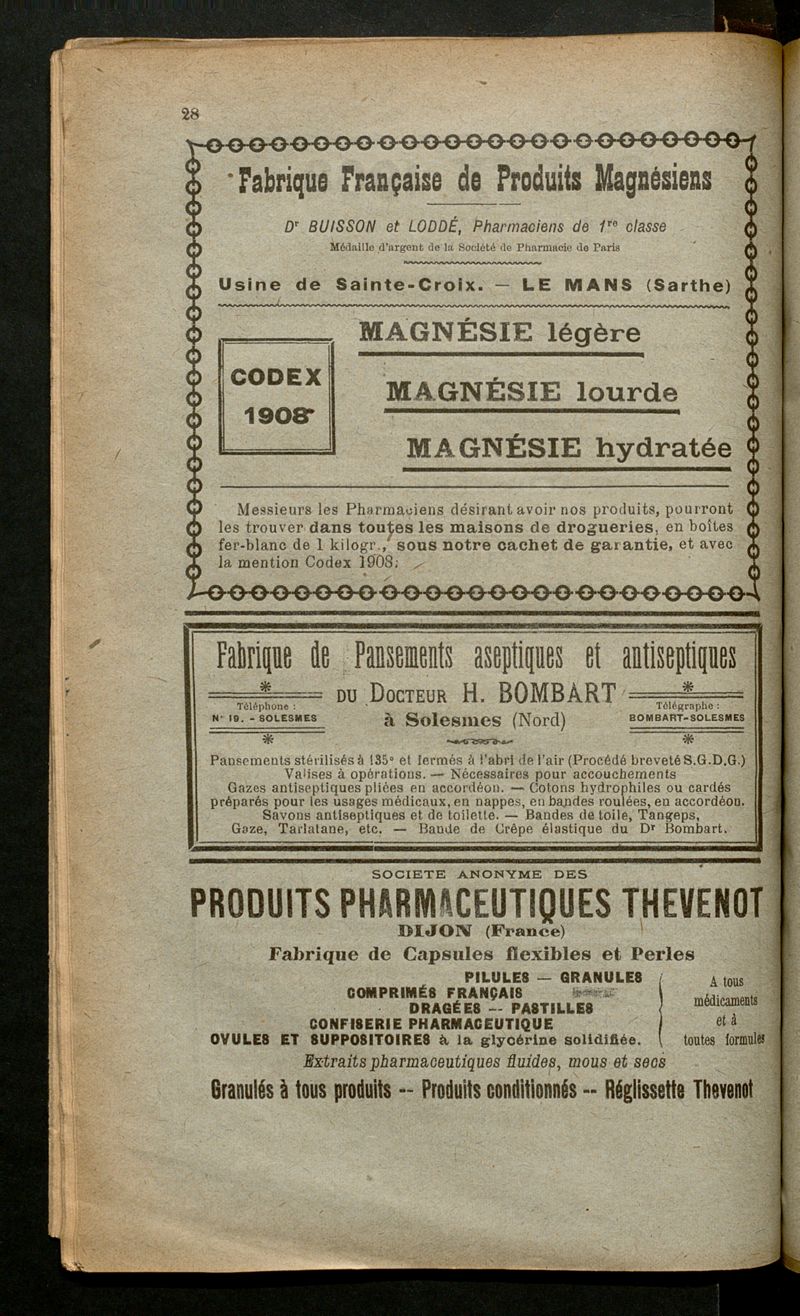 28
Fabrique Française de Produits Magnésiens
Dr BUISSON et LODDÉ, Pharmaciens de 1re classe
Médaille d'argent de la Société de Pharmacie de Paris
Usine de Sainte-Croix. — LE MANS (Sarthe)
MAGNÉSIE légère
CODEX
1908
MAGNÉSIE lourde
MAGNÉSIE hydratée
Messieurs les Pharmaciens désirant avoir nos produits, pourront
les trouver dans toutes les maisons de drogueries, en boîtes
fer-blanc de 1 kilogr., sous notre cachet de garantie, et avec
la mention Codex 1908.
Fabrique de Pansements aseptiques et antiseptiques
DU DOCTEUR H. BOMBART
Téléphone :
N° 19. - SOLESMES
à Solesmes (Nord)
Télégraphe :
BOMBART-SOLESMES
Pansements stérilisés à 135° et fermés à l'abri de l'air (Procédé breveté S.G.D.G.)
Valises à opérations. — Nécessaires pour accouchements
Gazes antiseptiques pliées en accordéon. — Cotons hydrophiles ou cardés
préparés pour les usages médicaux, en nappes, en bandes roulées, en accordéon.
Savons antiseptiques et de toilette. — Bandes de toile, Tangeps,
Gaze, Tarlatane, etc. — Bande de Crêpe élastique du Dr Bombart.
SOCIETE ANONYME DES
PRODUITS PHARMACEUTIQUES THEVENOT
DIJON (France)
Fabrique de Capsules flexibles et Perles
PILULES — GRANULES
COMPRIMÉS FRANÇAIS
DRAGÉES -- PASTILLES
CONFISERIE PHARMACEUTIQUE
OVULES ET SUPPOSITOIRES à la glycérine solidifiée.
A tous
médicaments
et à
toutes formules
Extraits pharmaceutiques fluides, mous et secs
Granulés à tous produits -- Produits conditionnés -- Réglissette Thevenot